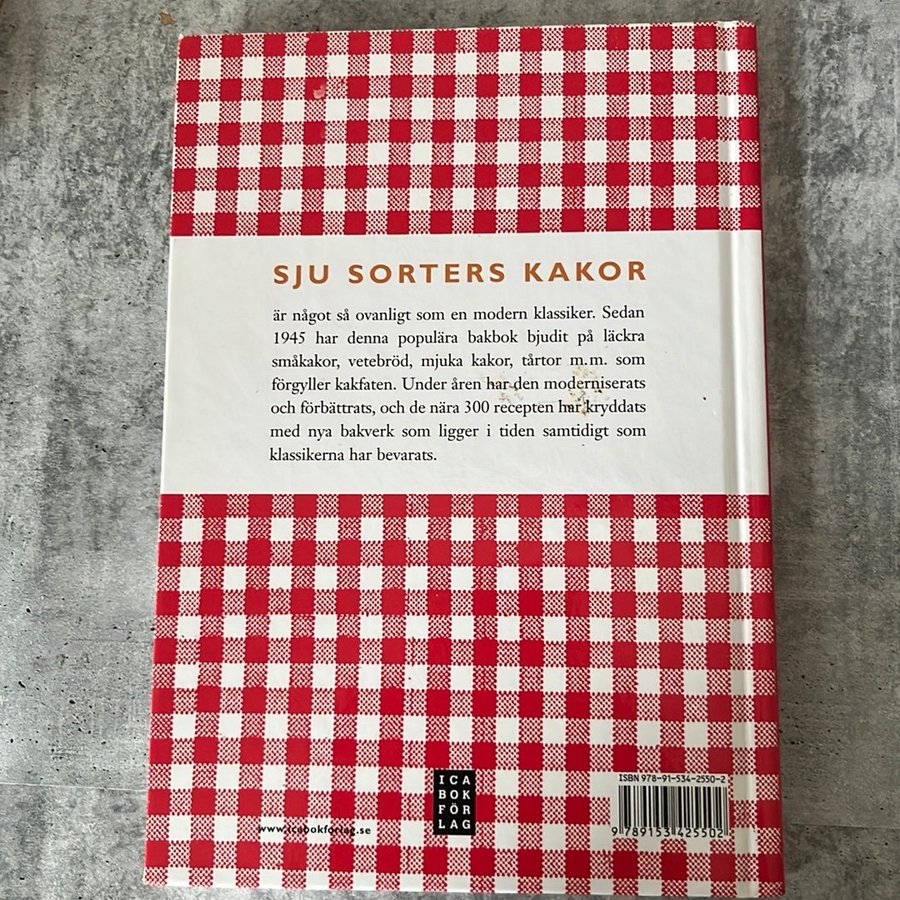 SJU SORTERS KAKOR
är något så ovanligt som en modern klassiker. Sedan
1945 har denna populära bakbok bjudit på läckra
småkakor, vetebröd, mjuka kakor, tårtor m.m. som
förgyller kakfaten. Under åren har den moderniserats
och förbättrats, och de nära 300 recepten har kryddats
med nya bakverk som ligger i tiden samtidigt som
klassikerna har bevarats.
ICA
BOK
FÖR
LAG
www.icabokforlag.se
ISBN 978-91-534-2550-2
9 789153 425502